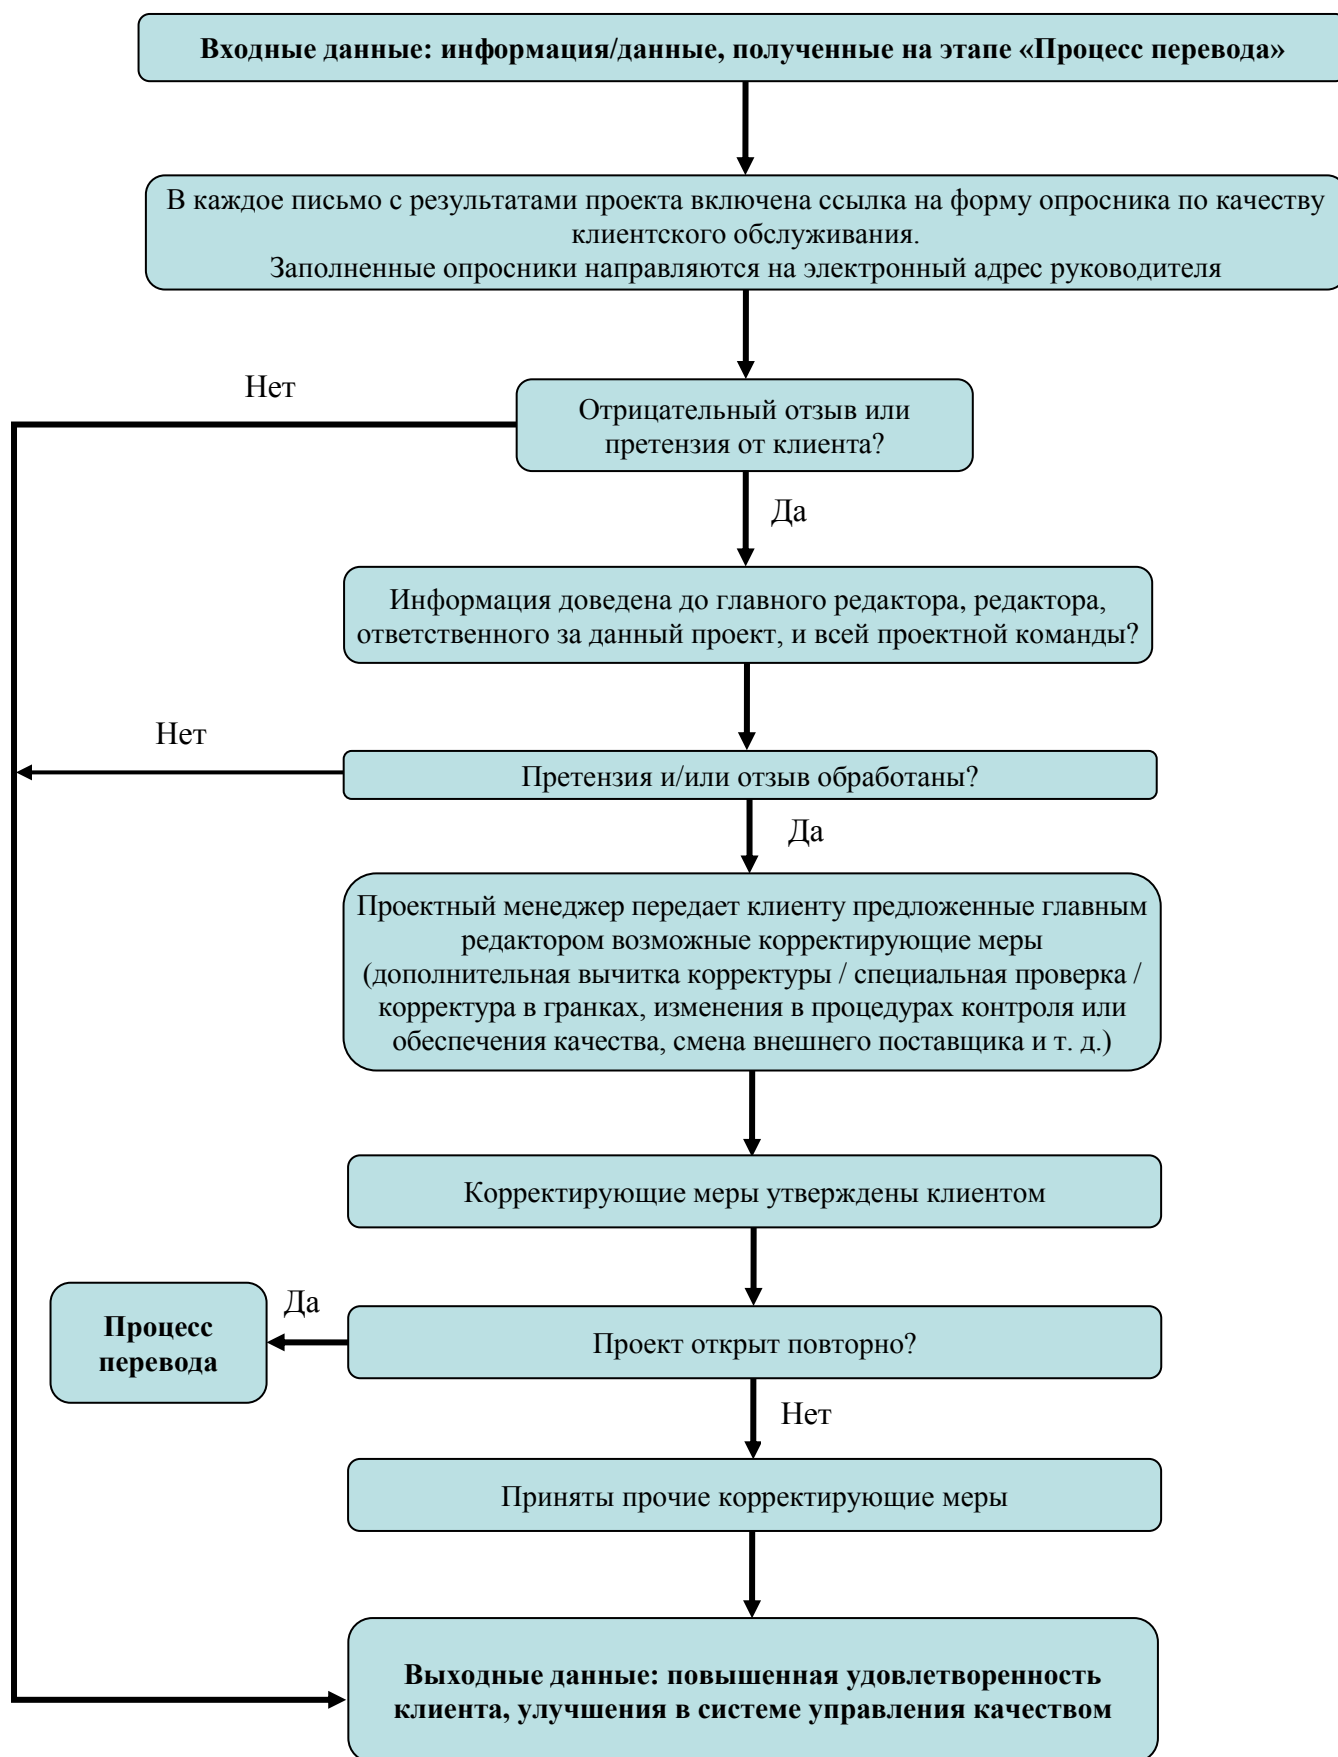 Входные данные: информация/данные, полученные на этапе «Процесс перевода»
В каждое письмо с результатами проекта включена ссылка на форму опросника по качеству
клиентского обслуживания.
Заполненные опросники направляются на электронный адрес руководителя
Нет
Отрицательный отзыв или
претензия от клиента?
Да
Информация доведена до главного редактора, редактора,
ответственного за данный проект, и всей проектной команды?
Нет
Претензия и/или отзыв обработаны?
Да
Проектный менеджер передает клиенту предложенные главным
редактором возможные корректирующие меры
(дополнительная вычитка корректуры / специальная проверка /
корректура в гранках, изменения в процедурах контроля или
обеспечения качества, смена внешнего поставщика и т. д.)
Корректирующие меры утверждены клиентом
Процесс
перевода
Да
Проект открыт повторно?
Нет
Приняты прочие корректирующие меры
Выходные данные: повышенная удовлетворенность
клиента, улучшения в системе управления качеством